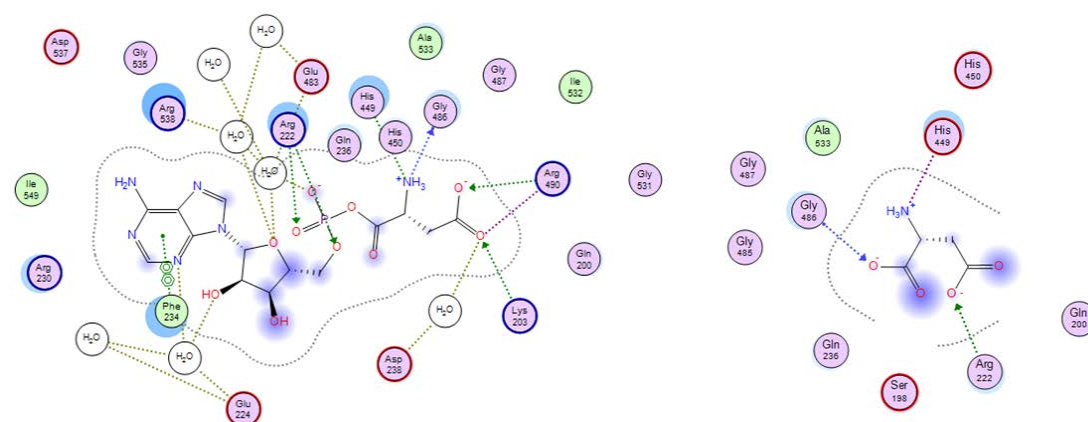 H₂O
H₂O
Asp
537
Gly
535
Glu
483
Ala
533
Gly
487
Ile
532
Arg
538
H₂O
Arg
222
Gln
236
His
449
His
450
Gly
486
H₂O
Arg
490
Gly
531
Ile
549
H₂N
N
N
N
N
O
O⁻
P
O
O
O
O
⁺NH₃
O⁻
O
Arg
230
Phe
234
HO
OH
Gln
200
Lys
203
H₂O
H₂O
H₂O
Asp
238
Glu
224
His
450
Ala
533
His
449
Gly
487
Gly
486
H₃N⁺
Gly
485
O⁻
O
O
O⁻
Gln
236
Ser
198
Arg
222
Gln
200